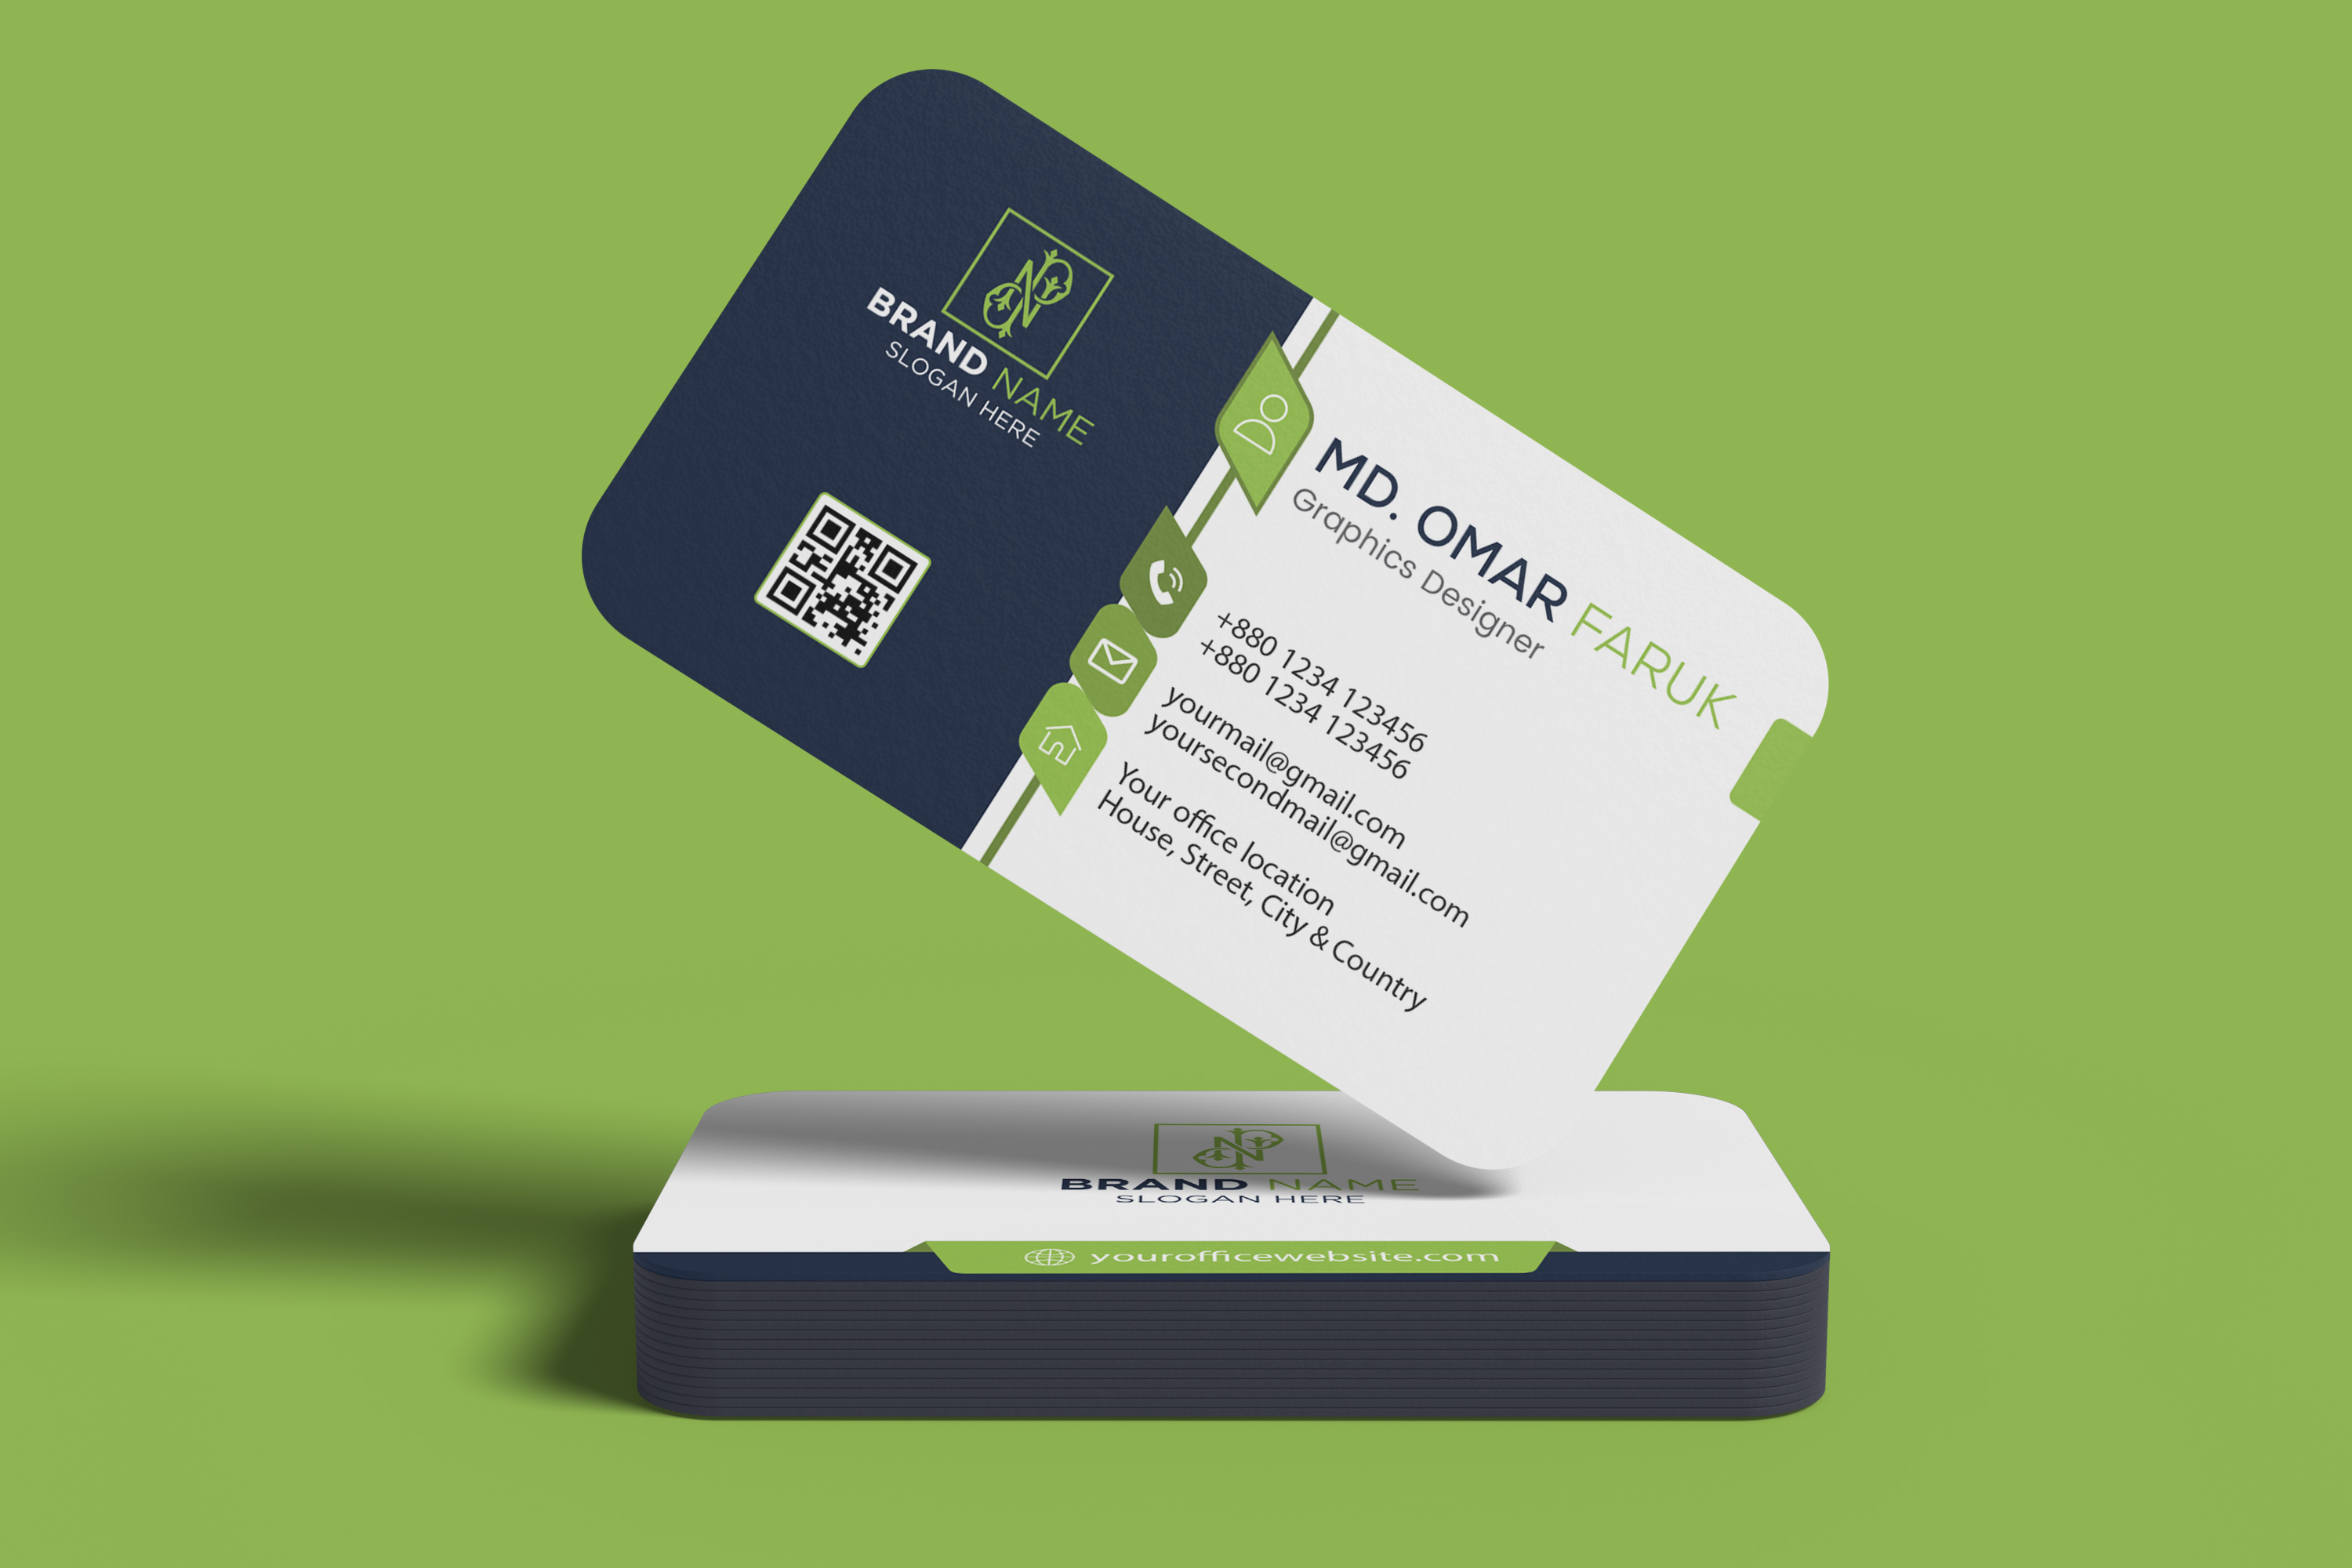 BRAND NAME
SLOGAN HERE
MD. OMAR FARUK
Graphics Designer
+880 1234 123456
+880 1234 123456
yourmail@gmail.com
yoursecondmail@gmail.com
Your office location
House, Street, City & Country
BRAND NAME
SLOGAN HERE
yourofficewebsite.com